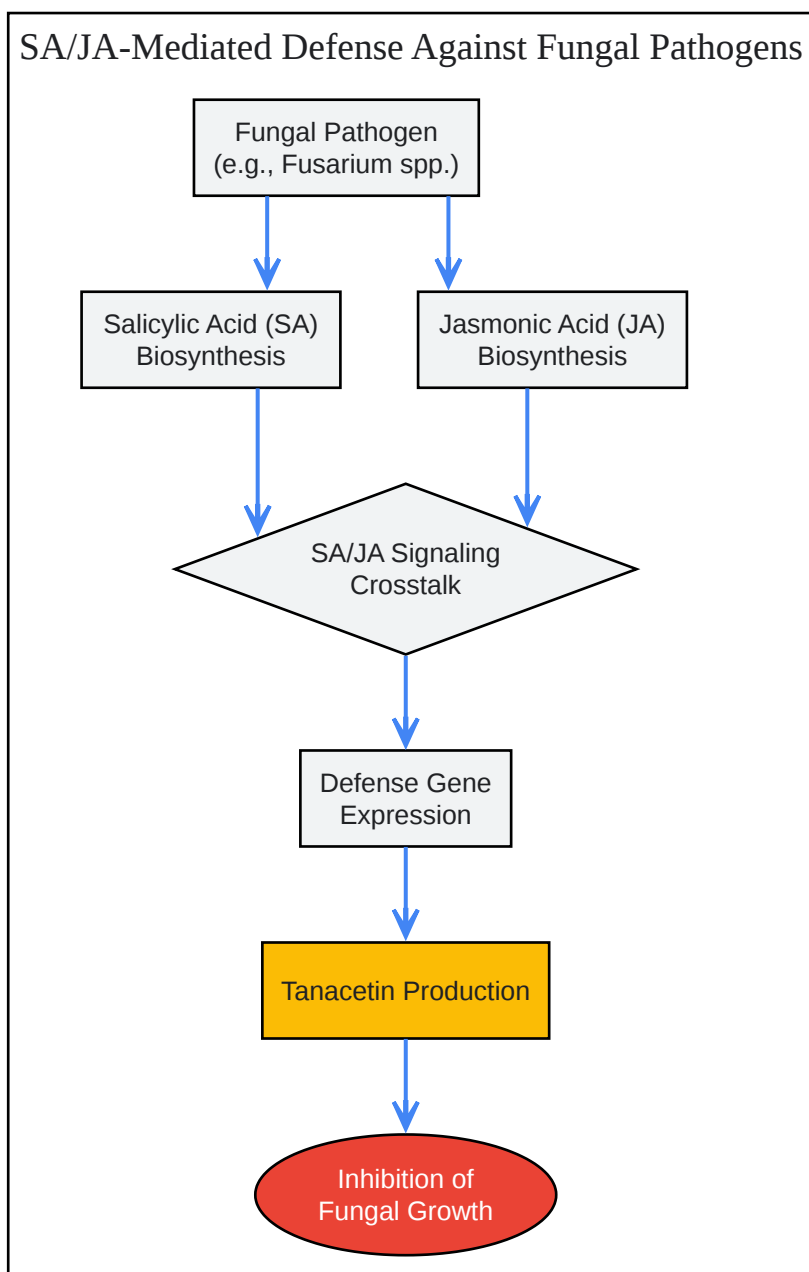 SA/JA-Mediated Defense Against Fungal Pathogens
Fungal Pathogen
(e.g., Fusarium spp.)
Salicylic Acid (SA)
Biosynthesis
Jasmonic Acid (JA)
Biosynthesis
SA/JA Signaling
Crosstalk
Defense Gene
Expression
Tanacetin Production
Inhibition of
Fungal Growth